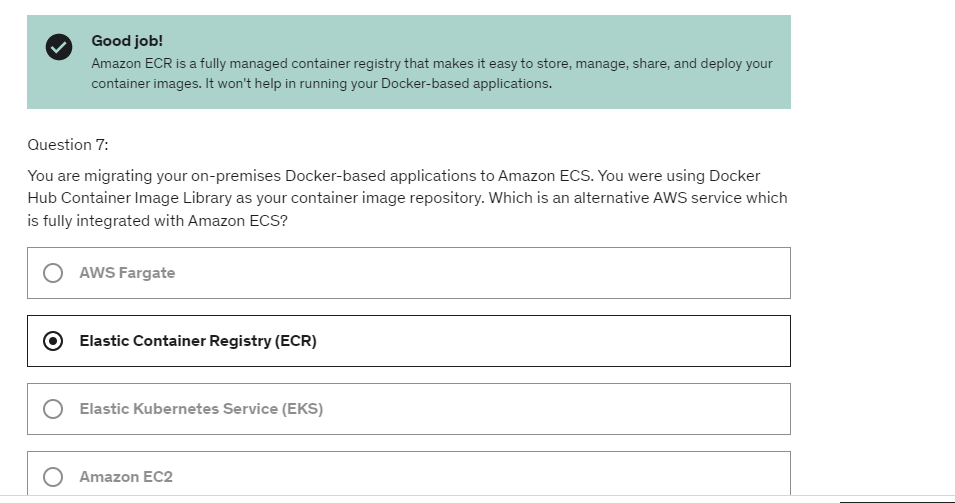 Good job!
Amazon ECR is a fully managed container registry that makes it easy to store, manage, share, and deploy your
container images. It won't help in running your Docker-based applications.
Question 7:
You are migrating your on-premises Docker-based applications to Amazon ECS. You were using Docker
Hub Container Image Library as your container image repository. Which is an alternative AWS service which
is fully integrated with Amazon ECS?
AWS Fargate
Elastic Container Registry (ECR)
Elastic Kubernetes Service (EKS)
Amazon EC2